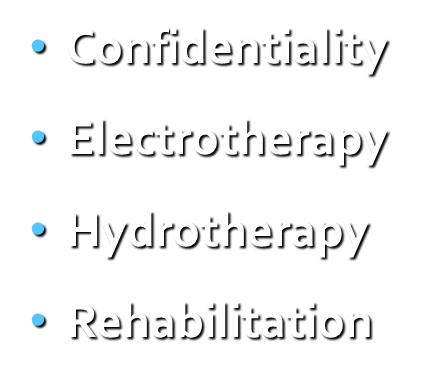 • Confidentiality
• Electrotherapy
• Hydrotherapy
• Rehabilitation